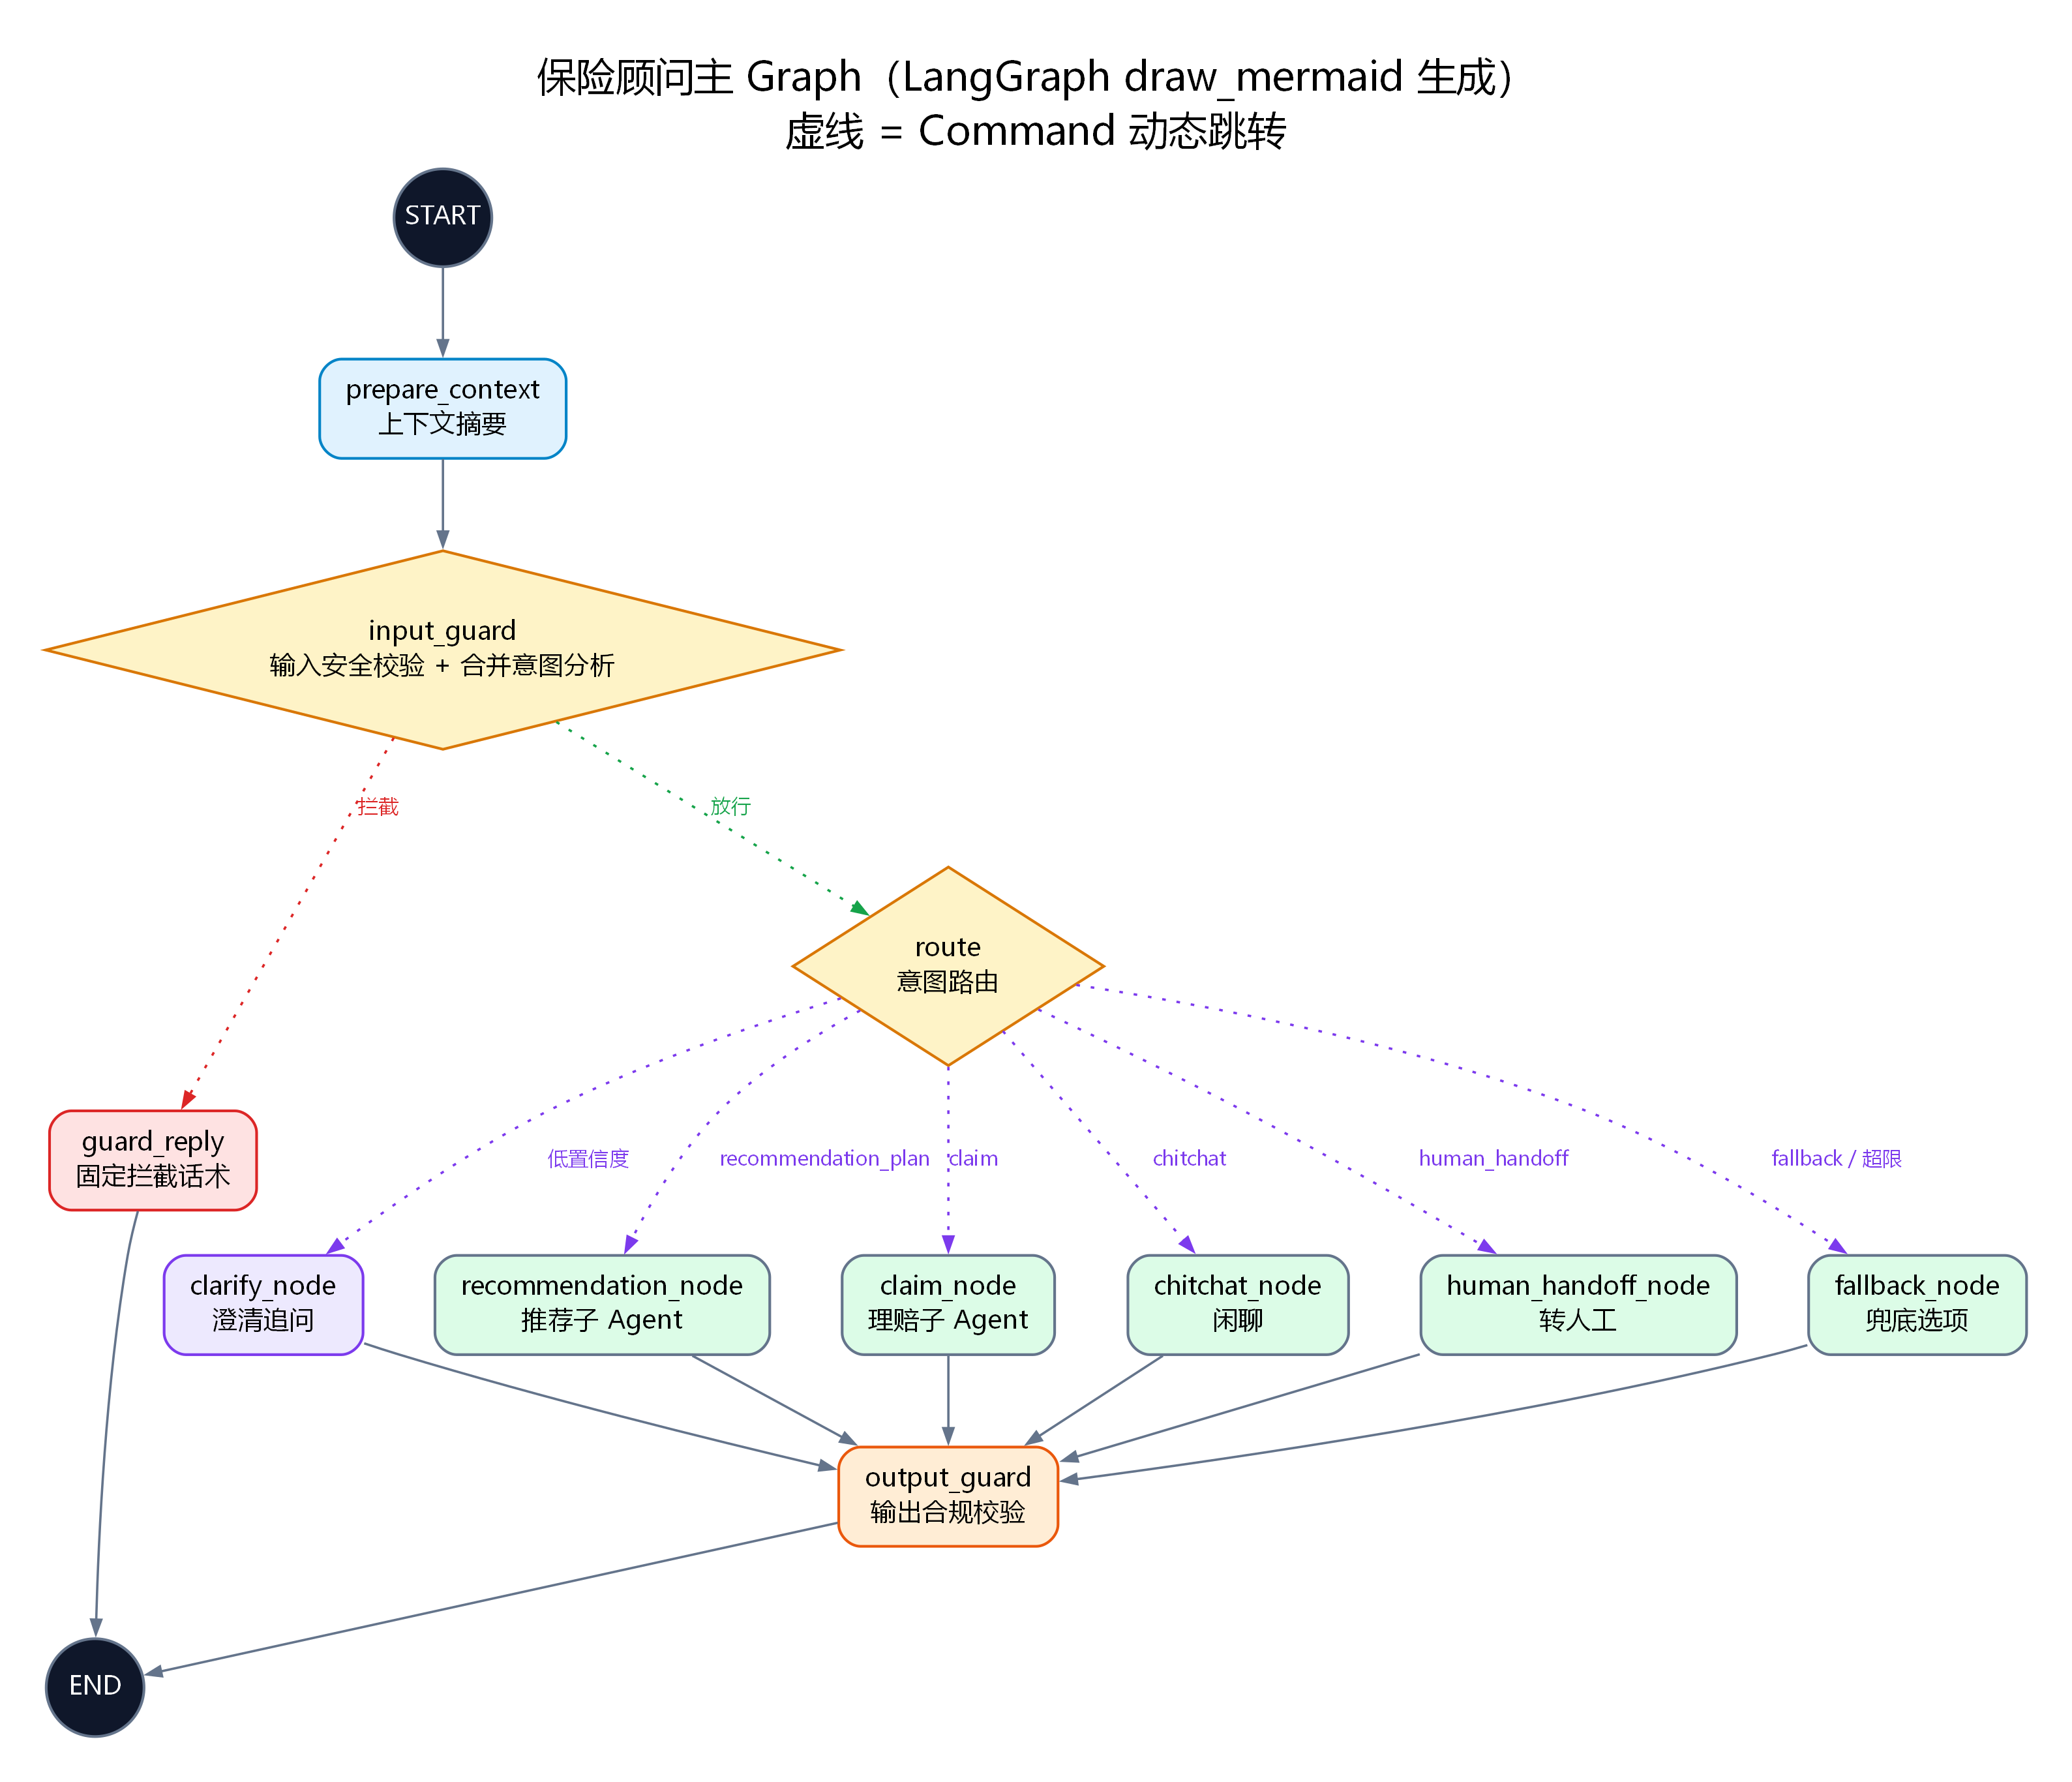 保险顾问主 Graph（LangGraph draw_mermaid 生成）
虚线 = Command 动态跳转
START
prepare_context
上下文摘要
input_guard
输入安全校验 + 合并意图分析
拦截
放行
route
意图路由
guard_reply
固定拦截话术
低置信度
recommendation_plan
claim
chitchat
human_handoff
fallback / 超限
clarify_node
澄清追问
recommendation_node
推荐子 Agent
claim_node
理赔子 Agent
chitchat_node
闲聊
human_handoff_node
转人工
fallback_node
兜底选项
output_guard
输出合规校验
END